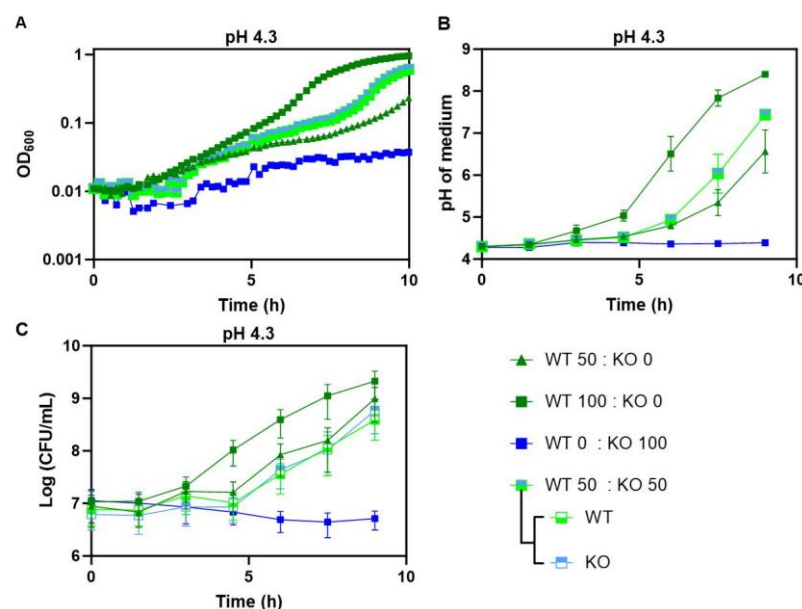 A
pH 4.3
1
0.1
0.01
0.001
OD600
0
5
10
Time (h)
B
pH 4.3
9
8
7
6
5
4
pH of medium
0
5
10
Time (h)
C
pH 4.3
10
9
8
7
6
Log (CFU/mL)
0
5
10
Time (h)
WT 50 : KO 0
WT 100 : KO 0
WT 0 : KO 100
WT 50 : KO 50
WT
KO